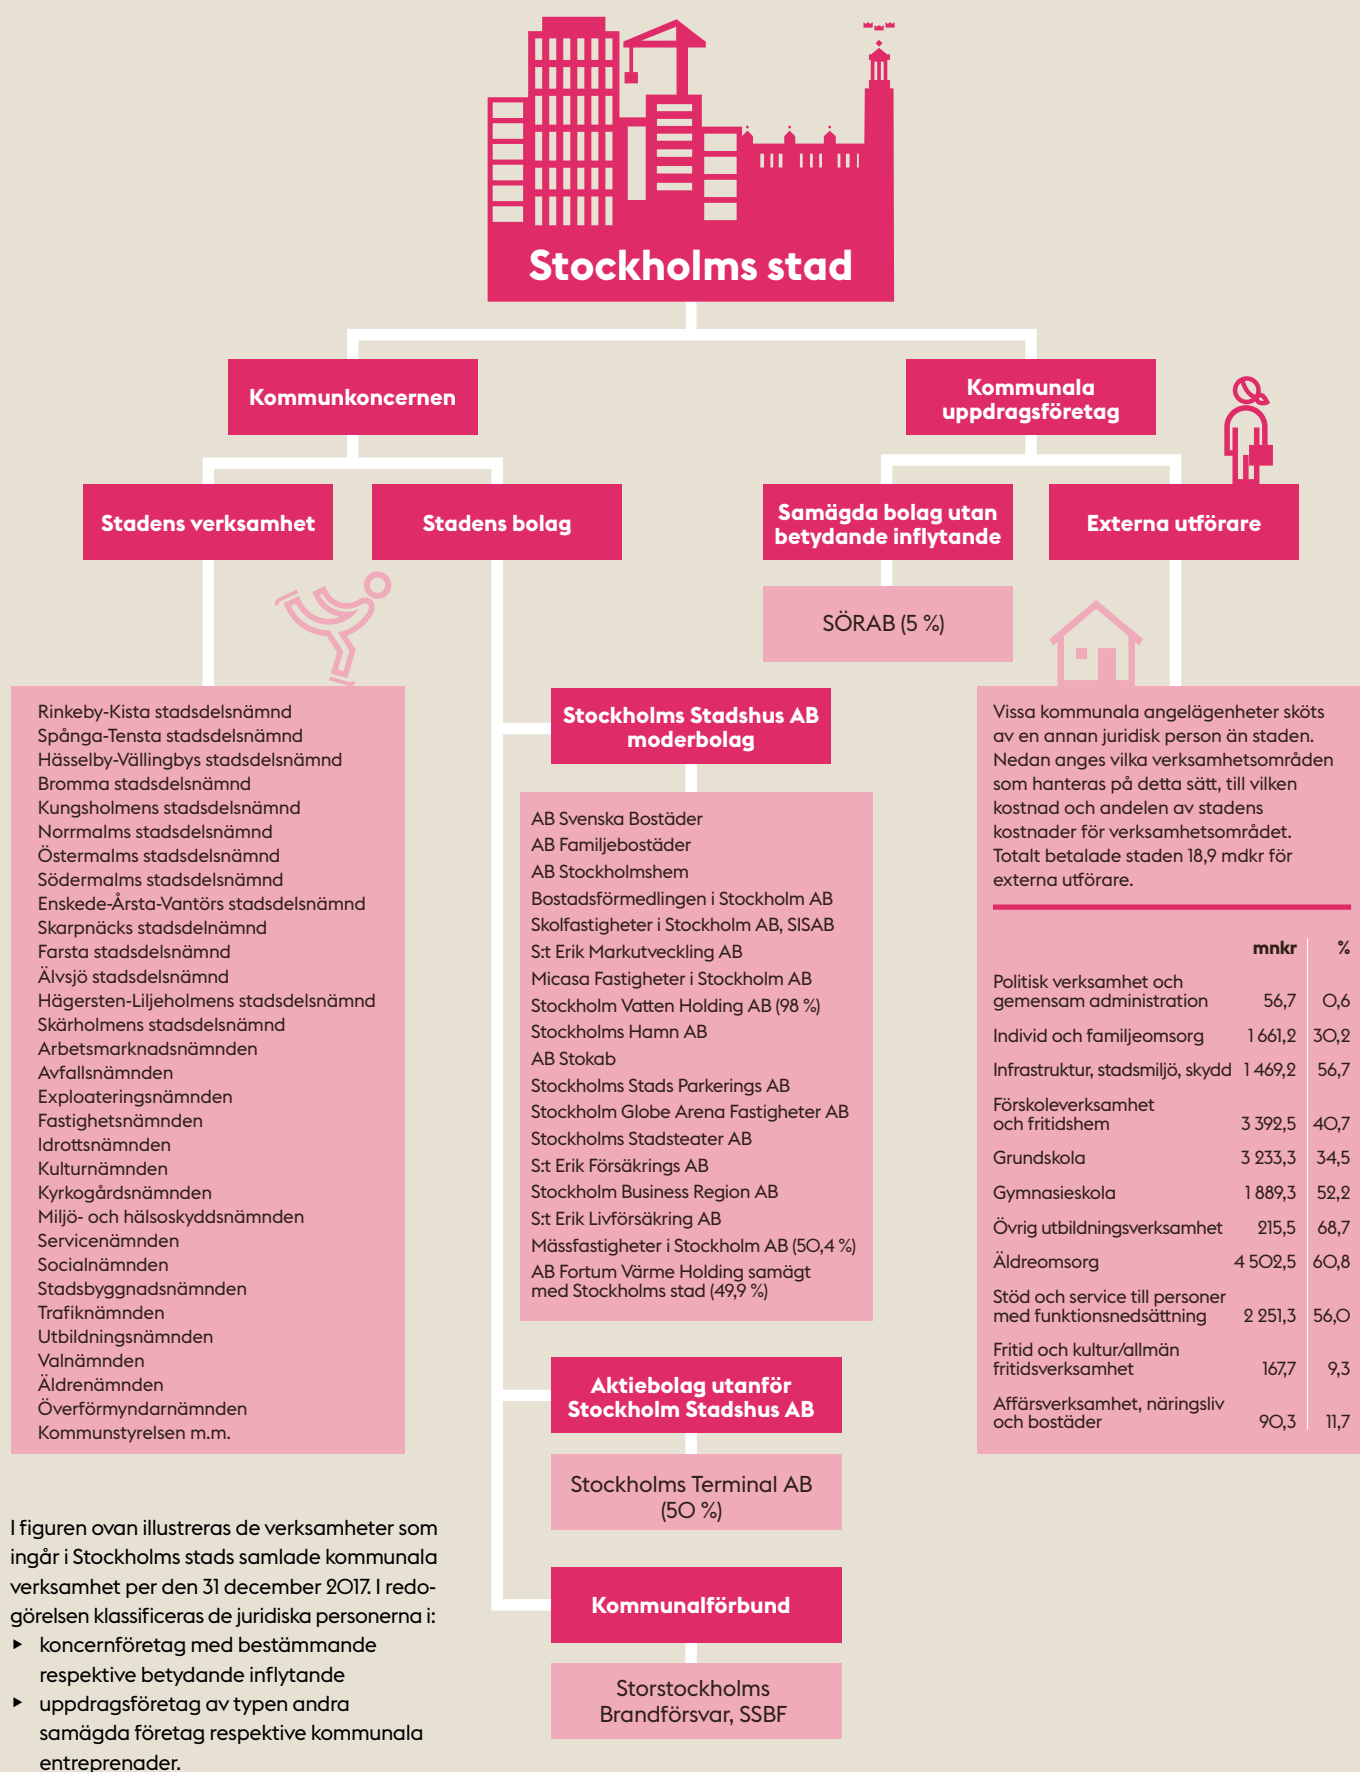 Stockholms stad
Kommunkoncernen
Kommunala
uppdragsföretag
Stadens verksamhet
Stadens bolag
Samägda bolag utan
betydande inflytande
Externa utförare
SÖRAB (5 %)
Rinkeby-Kista stadsdelsnämnd
Spånga-Tensta stadsdelsnämnd
Hässelby-Vällingbys stadsdelsnämnd
Bromma stadsdelsnämnd
Kungsholmens stadsdelsnämnd
Norrmalms stadsdelsnämnd
Östermalms stadsdelsnämnd
Södermalms stadsdelsnämnd
Enskede-Årsta-Vantörs stadsdelsnämnd
Skarpnäcks stadsdelnämnd
Farsta stadsdelsnämnd
Älvsjö stadsdelsnämnd
Hägersten-Liljeholmens stadsdelsnämnd
Skärholmens stadsdelsnämnd
Arbetsmarknadsnämnden
Avfallsnämnden
Exploateringsnämnden
Fastighetsnämnden
Idrottsnämnden
Kulturnämnden
Kyrkogårdsnämnden
Miljö- och hälsoskyddsnämnden
Servicenämnden
Socialnämnden
Stadsbyggnadsnämnden
Trafiknämnden
Utbildningsnämnden
Valnämnden
Äldrenämnden
Överförmyndarnämnden
Kommunstyrelsen m.m.
Stockholms Stadshus AB
moderbolag
AB Svenska Bostäder
AB Familjebostäder
AB Stockholmshem
Bostadsförmedlingen i Stockholm AB
Skolfastigheter i Stockholm AB, SISAB
S:t Erik Markutveckling AB
Micasa Fastigheter i Stockholm AB
Stockholm Vatten Holding AB (98 %)
Stockholms Hamn AB
AB Stokab
Stockholms Stads Parkerings AB
Stockholm Globe Arena Fastigheter AB
Stockholms Stadsteater AB
S:t Erik Försäkrings AB
Stockholm Business Region AB
S:t Erik Livförsäkring AB
Mässfastigheter i Stockholm AB (50,4 %)
AB Fortum Värme Holding samägt
med Stockholms stad (49,9 %)
Aktiebolag utanför
Stockholm Stadshus AB
Stockholms Terminal AB
(50 %)
Kommunalförbund
Storstockholms
Brandförsvar, SSBF
Vissa kommunala angelägenheter sköts
av en annan juridisk person än staden.
Nedan anges vilka verksamhetsområden
som hanteras på detta sätt, till vilken
kostnad och andelen av stadens
kostnader för verksamhetsområdet.
Totalt betalade staden 18,9 mdkr för
externa utförare.
mnkr %
Politisk verksamhet och
gemensam administration 56,7 0,6
Individ och familjeomsorg 1 661,2 30,2
Infrastruktur, stadsmiljö, skydd 1 469,2 56,7
Förskoleverksamhet
och fritidshem 3 392,5 40,7
Grundskola 3 233,3 34,5
Gymnasieskola 1 889,3 52,2
Övrig utbildningsverksamhet 215,5 68,7
Äldreomsorg 4 502,5 60,8
Stöd och service till personer
med funktionsnedsättning 2 251,3 56,0
Fritid och kultur/allmän
fritidsverksamhet 167,7 9,3
Affärsverksamhet, näringsliv
och bostäder 90,3 11,7
I figuren ovan illustreras de verksamheter som
ingår i Stockholms stads samlade kommunala
verksamhet per den 31 december 2017. I redo-
görelsen klassificeras de juridiska personerna i:
▶ koncernföretag med bestämmande
respektive betydande inflytande
▶ uppdragsföretag av typen andra
samägda företag respektive kommunala
entreprenader.